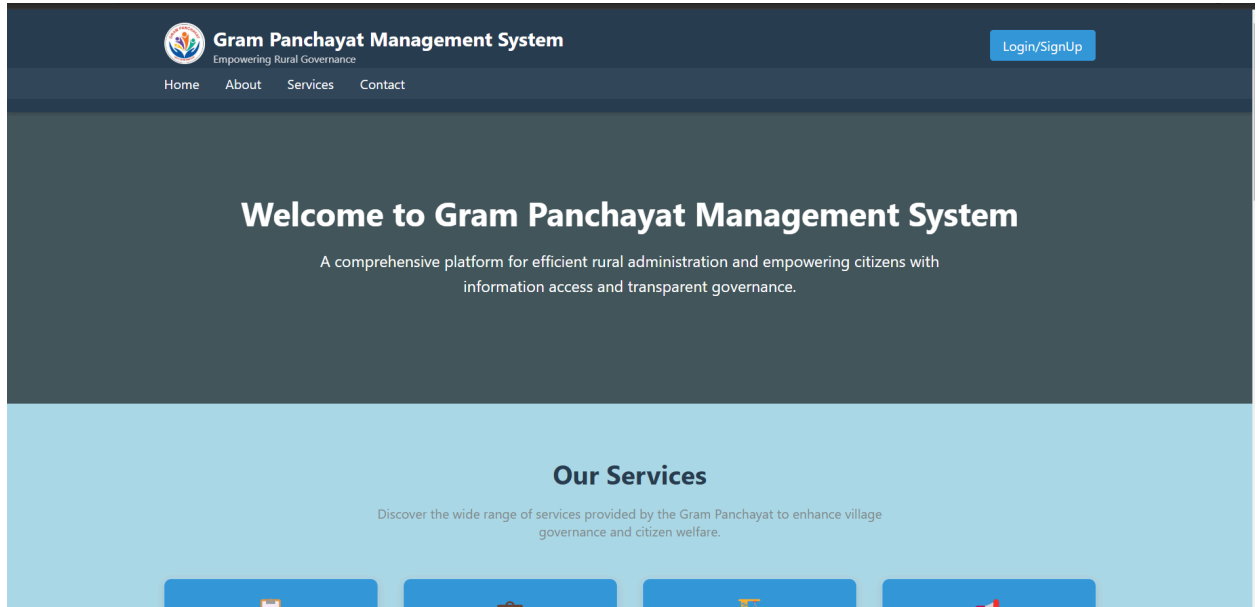 Gram Panchayat Management System
Empowering Rural Governance
Login/SignUp
Home About Services Contact
Welcome to Gram Panchayat Management System
A comprehensive platform for efficient rural administration and empowering citizens with
information access and transparent governance.
Our Services
Discover the wide range of services provided by the Gram Panchayat to enhance village
governance and citizen welfare.